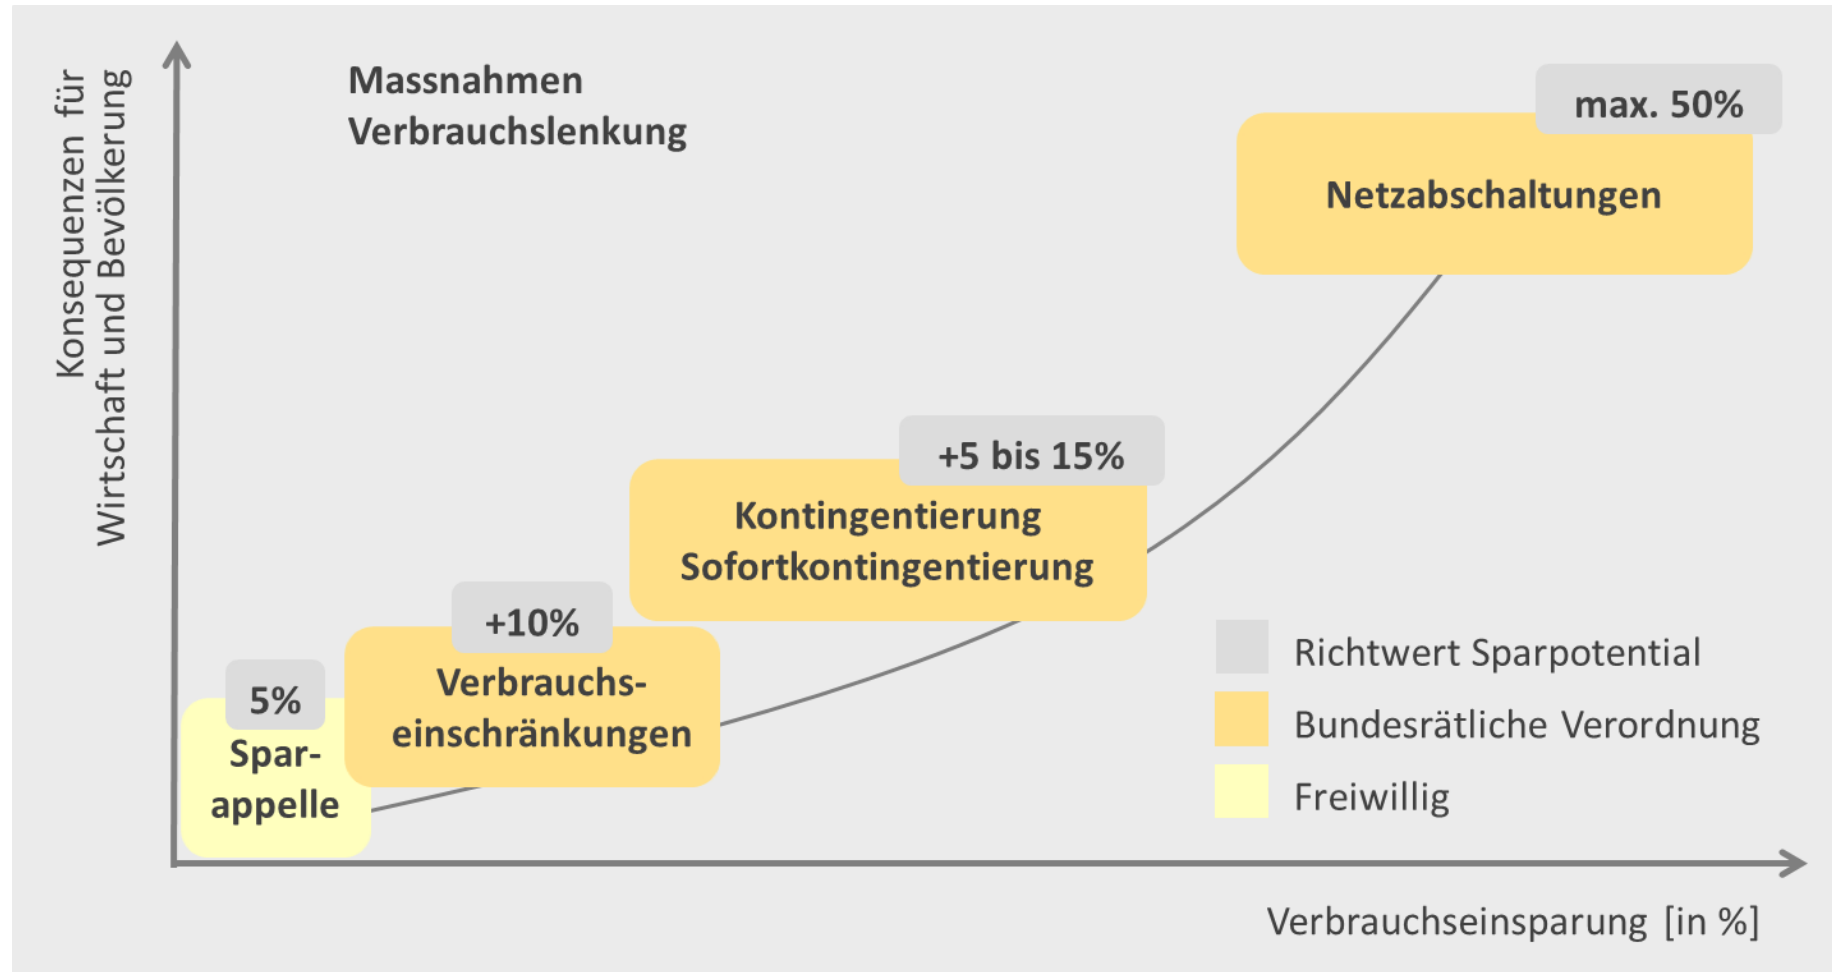 Konsequenzen für
Wirtschaft und Bevölkerung
Massnahmen
Verbrauchslenkung
max. 50%
Netzabschaltungen
+5 bis 15%
Kontingentierung
Sofortkontingentierung
+10%
Verbrauchs-
einschränkungen
5%
Spar-
appelle
Richtwert Sparpotential
Bundesrätliche Verordnung
Freiwillig
Verbrauchseinsparung [in %]